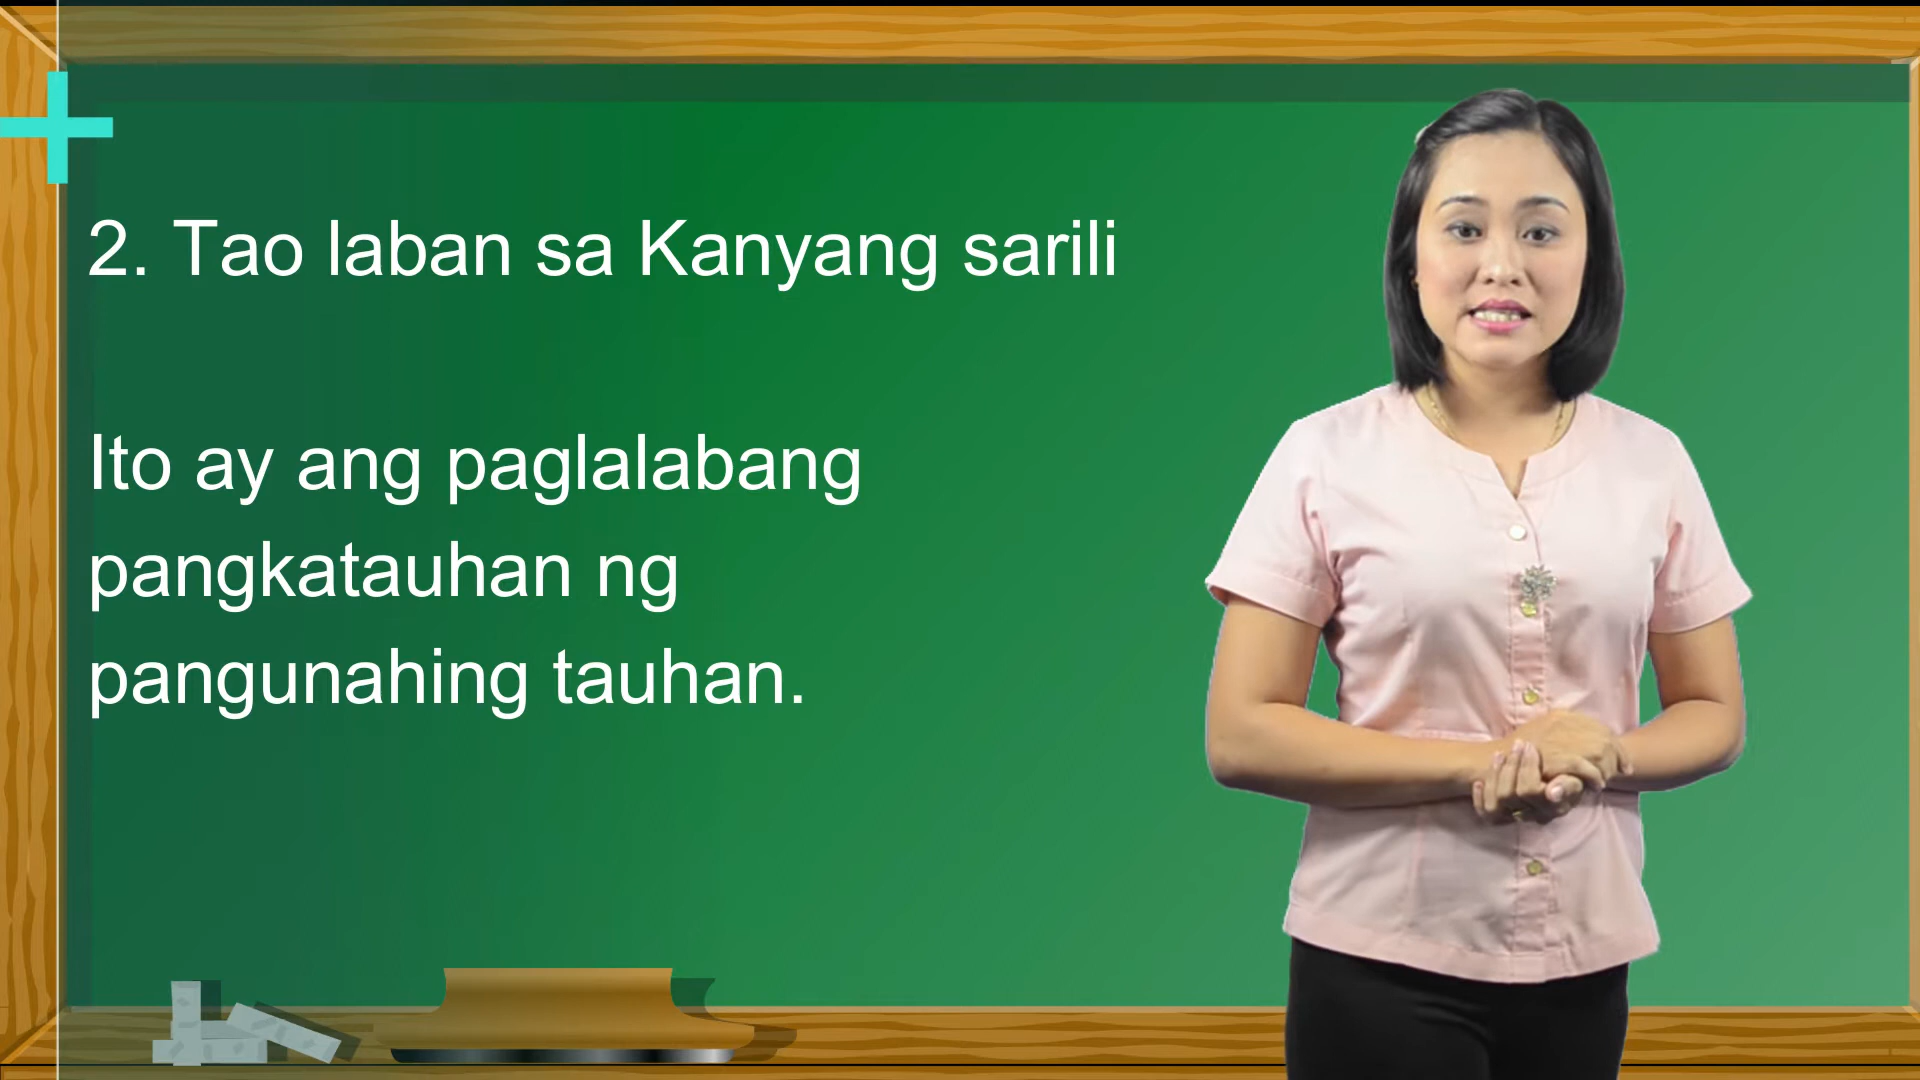 2. Tao laban sa Kanyang sarili
Ito ay ang paglalabang
pangkatauhan ng
pangunahing tauhan.